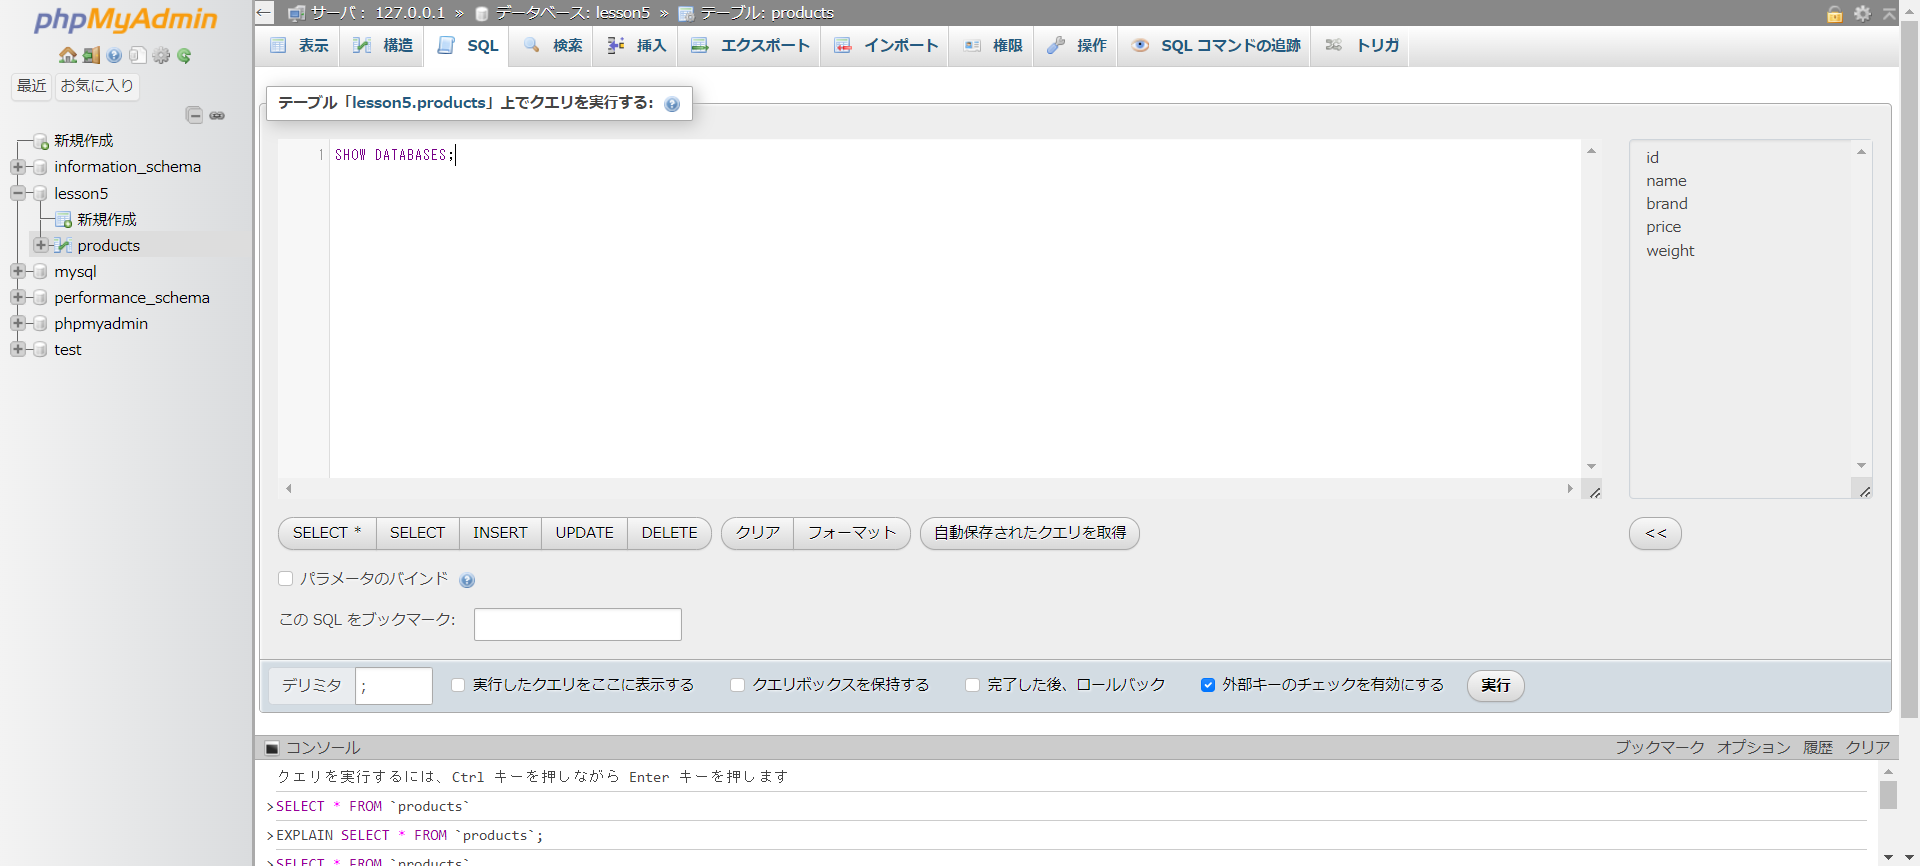 phpMyAdmin
最近 お気に入り
新規作成
information_schema
lesson5
新規作成
products
mysql
performance_schema
phpmyadmin
test
← サーバ: 127.0.0.1 » データベース: lesson5 » テーブル: products
表示 構造 SQL 検索 挿入 エクスポート インポート 権限 操作 SQL コマンドの追跡 トリガ
テーブル「lesson5.products」上でクエリを実行する:
1 SHOW DATABASES;
id
name
brand
price
weight
SELECT * SELECT INSERT UPDATE DELETE クリア フォーマット 自動保存されたクエリを取得 <<
パラメータのバインド
この SQL をブックマーク:
デリミタ ; 実行したクエリをここに表示する クエリボックスを保持する 完了した後、ロールバック 外部キーのチェックを有効にする 実行
コンソール ブックマーク オプション 履歴 クリア
クエリを実行するには、Ctrl キーを押しながら Enter キーを押します
>SELECT * FROM `products`
>EXPLAIN SELECT * FROM `products`;
>SELECT * FROM `products`